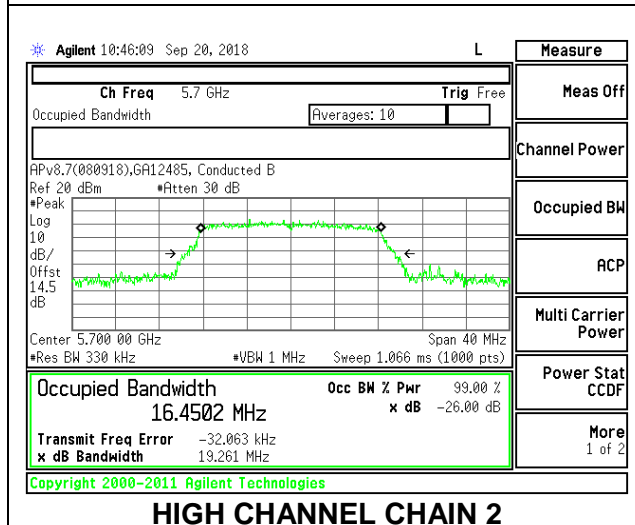 Agilent 10:46:09 Sep 20, 2018 L
Measure
Ch Freq 5.7 GHz Trig Free
Meas Off
Occupied Bandwidth Averages: 10
Channel Power
APv8.7(080918),GA12485, Conducted B
Ref 20 dBm #Atten 30 dB
#Peak
Log
10
dB/
Offst
14.5
dB
Occupied BW
ACP
Center 5.700 00 GHz Span 40 MHz
#Res BW 330 kHz #VBW 1 MHz Sweep 1.066 ms (1000 pts)
Multi Carrier
Power
Occupied Bandwidth Occ BW % Pwr 99.00 %
16.4502 MHz x dB -26.00 dB
Power Stat
CCDF
Transmit Freq Error -32.063 kHz
x dB Bandwidth 19.261 MHz
More
1 of 2
Copyright 2000-2011 Agilent Technologies
HIGH CHANNEL CHAIN 2